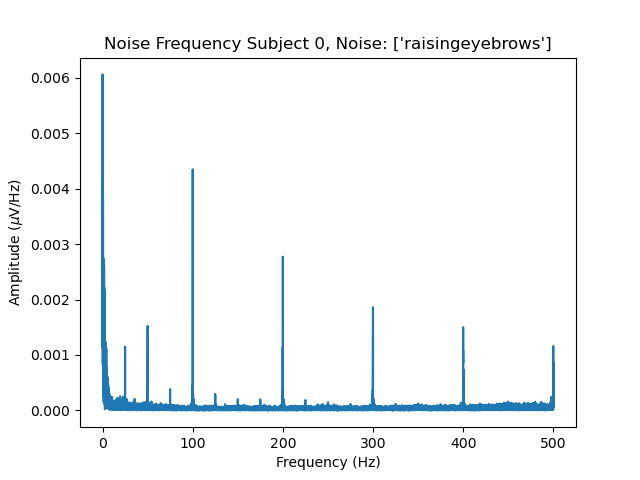 Noise Frequency Subject 0, Noise: ['raisingeyebrows']
0.006
0.005
0.004
0.003
0.002
0.001
0.000
Amplitude (μV/Hz)
0 100 200 300 400 500
Frequency (Hz)